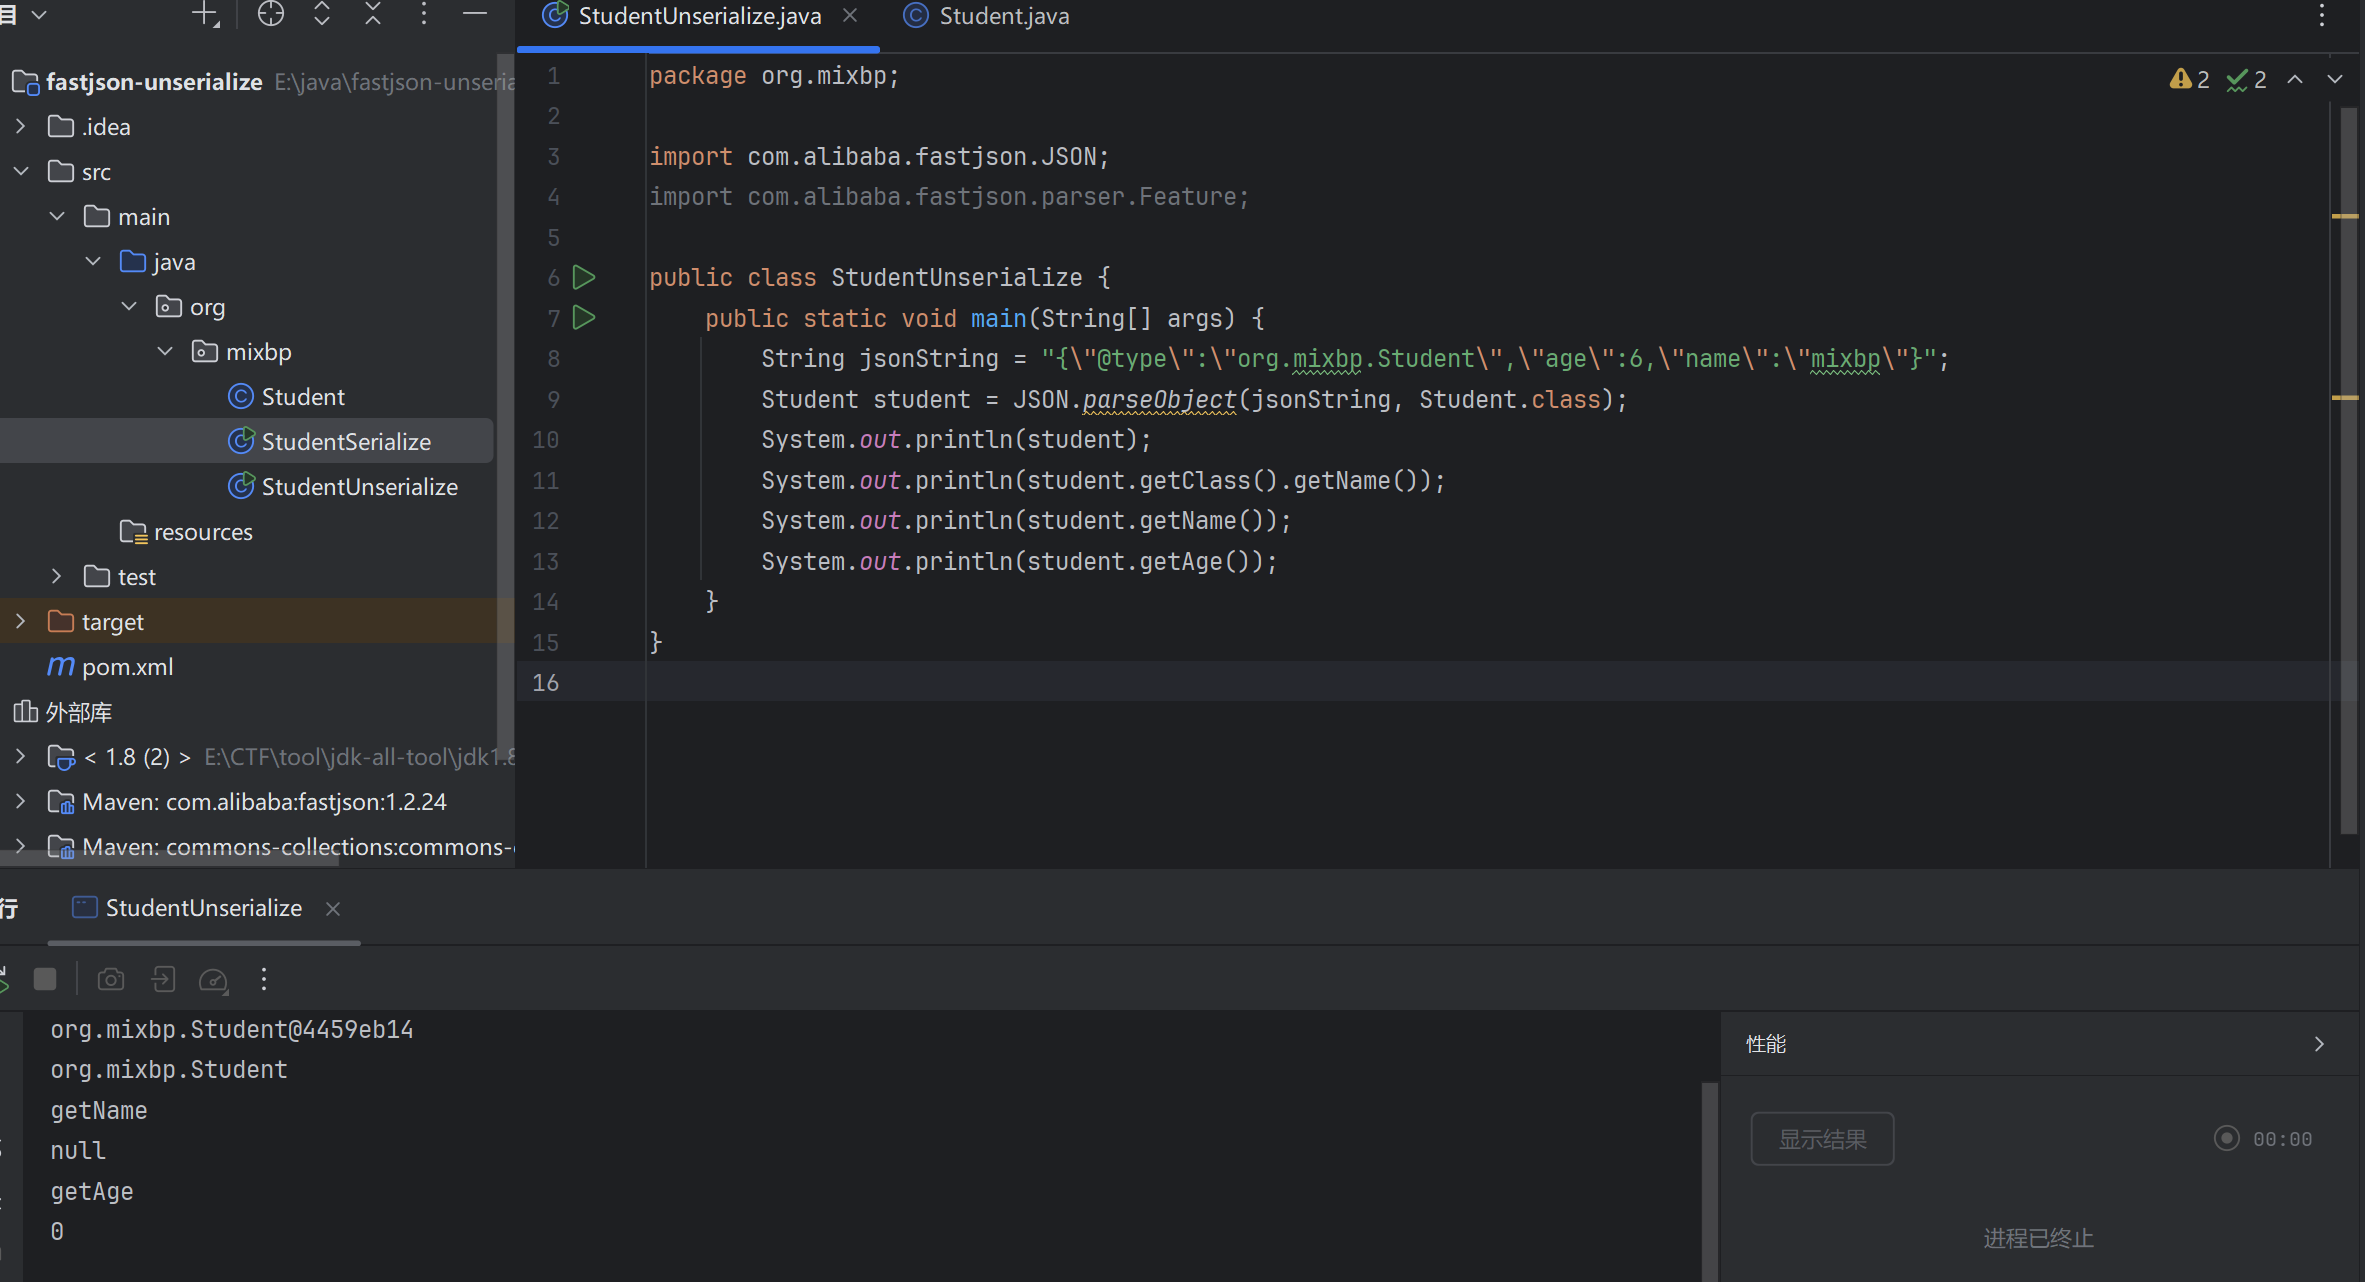 目
StudentUnserialize.java
Student.java
fastjson-unserialize E:\java\fastjson-unseria
.idea
src
main
java
org
mixbp
Student
StudentSerialize
StudentUnserialize
resources
test
target
pom.xml
外部库
< 1.8 (2) > E:\CTF\tool\jdk-all-tool\jdk1.8
Maven: com.alibaba:fastjson:1.2.24
Maven: commons-collections:commons-
2 2
1 package org.mixbp;
2
3 import com.alibaba.fastjson.JSON;
4 import com.alibaba.fastjson.parser.Feature;
5
6 public class StudentUnserialize {
7 public static void main(String[] args) {
8 String jsonString = "{\"@type\":\"org.mixbp.Student\",\"age\":6,\"name\":\"mixbp\"}";
9 Student student = JSON.parseObject(jsonString, Student.class);
10 System.out.println(student);
11 System.out.println(student.getClass().getName());
12 System.out.println(student.getName());
13 System.out.println(student.getAge());
14 }
15 }
16
行
StudentUnserialize
org.mixbp.Student@4459eb14
org.mixbp.Student
getName
null
getAge
0
性能
显示结果
00:00
进程已终止